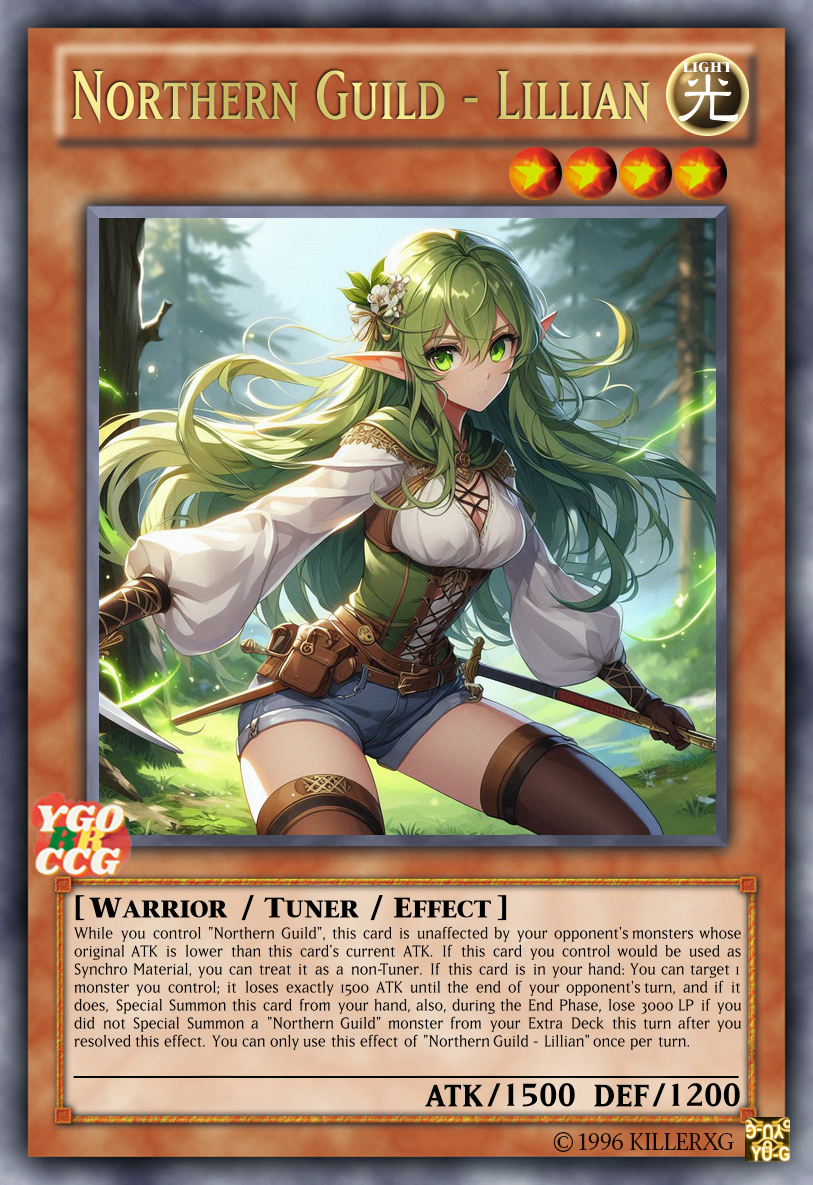 NORTHERN GUILD - LILLIAN
LIGHT
光
YGO
RR
CCG
[ WARRIOR / TUNER / EFFECT ]
While you control "Northern Guild", this card is unaffected by your opponent's monsters whose
original ATK is lower than this card's current ATK. If this card you control would be used as
Synchro Material, you can treat it as a non-Tuner. If this card is in your hand: You can target 1
monster you control; it loses exactly 1500 ATK until the end of your opponent's turn, and if it
does, Special Summon this card from your hand, also, during the End Phase, lose 3000 LP if you
did not Special Summon a "Northern Guild" monster from your Extra Deck this turn after you
resolved this effect. You can only use this effect of "Northern Guild - Lillian" once per turn.
ATK/1500 DEF/1200
© 1996 KILLERXG
YU-G